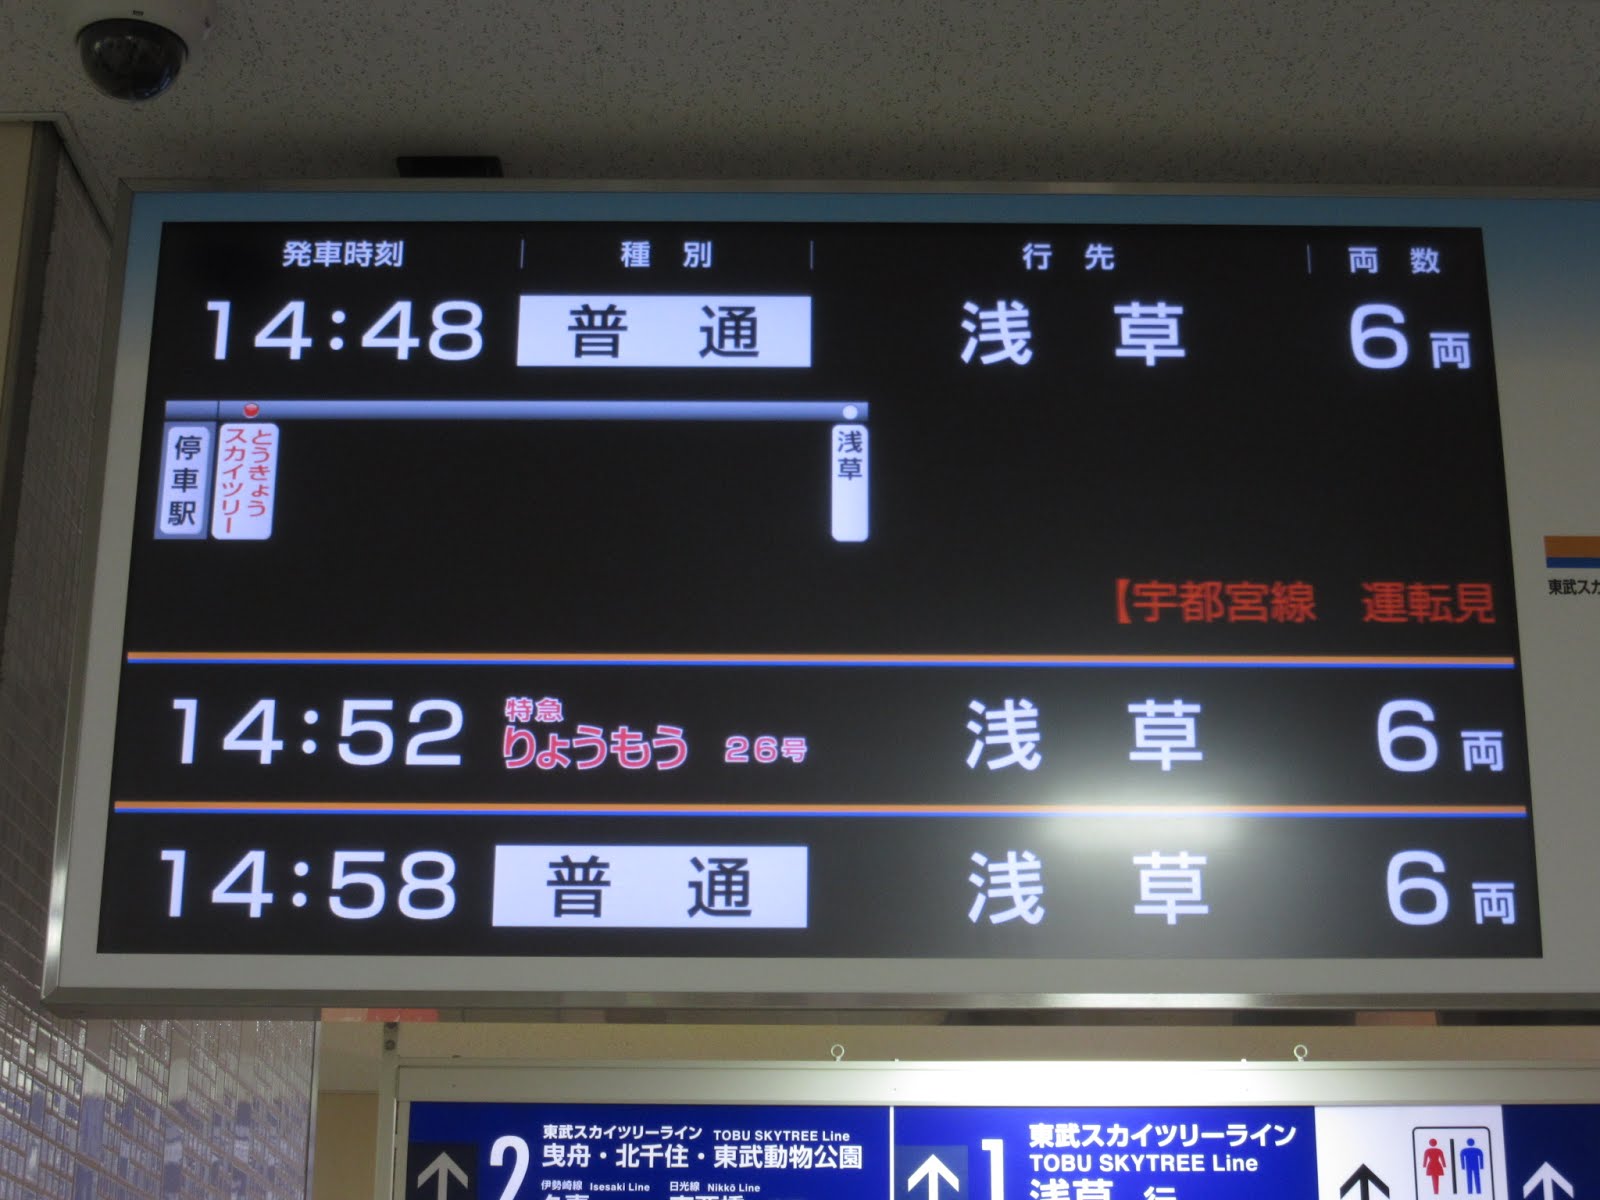 発車時刻 種別 行先 両数
14:48 普通 浅草 6両
停車駅 とうきょうスカイツリー 浅草
【宇都宮線 運転見
14:52 特急 りょうもう 26号 浅草 6両
14:58 普通 浅草 6両
東武スカ
2 東武スカイツリーライン TOBU SKYTREE Line
曳舟・北千住・東武動物公園
伊勢崎線 Isesaki Line 日光線 Nikkō Line
1 東武スカイツリーライン
TOBU SKYTREE Line
浅草 行